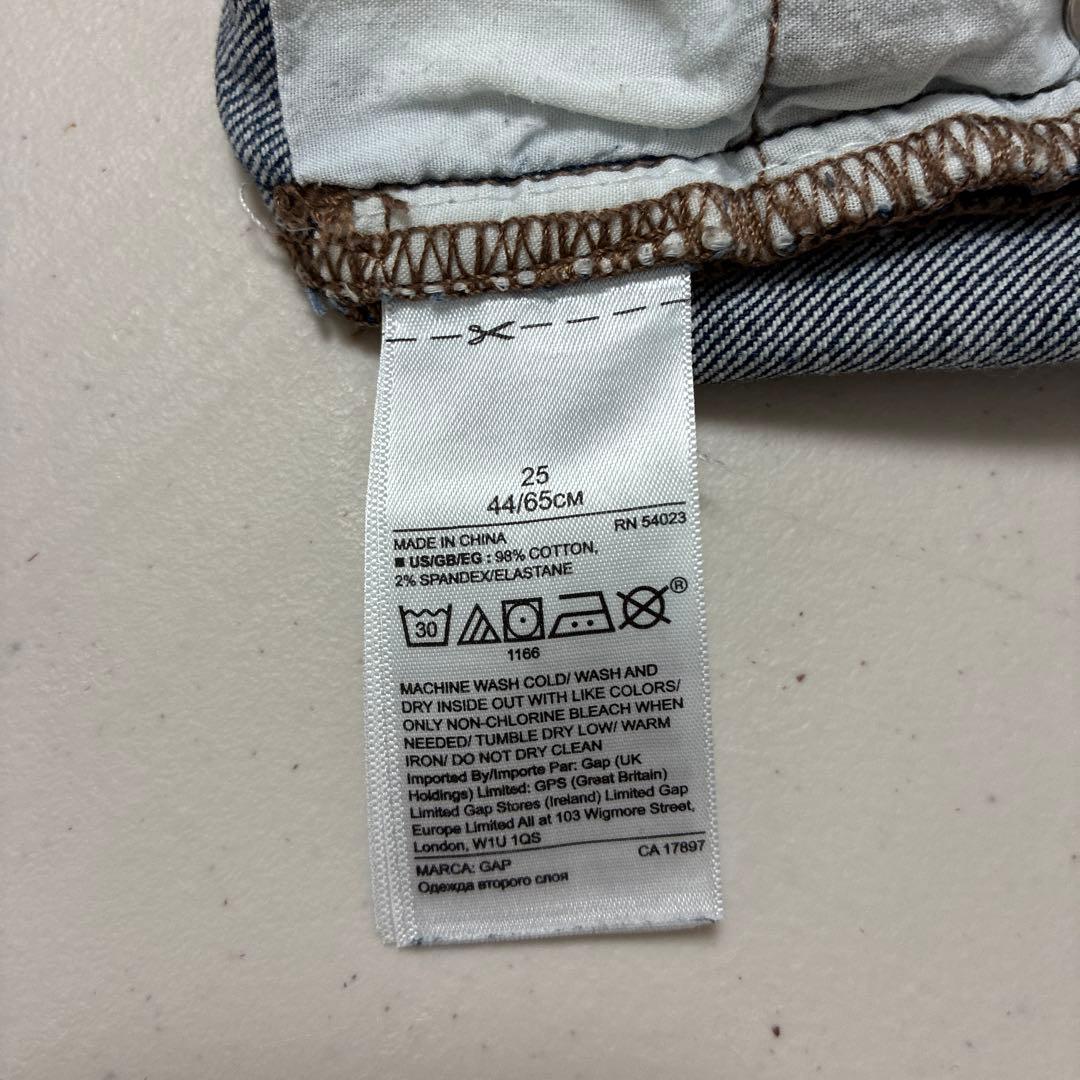 25
44/65CM
RN 54023
MADE IN CHINA
■ US/GB/EG : 98% COTTON,
2% SPANDEX/ELASTANE
30
®
1166
MACHINE WASH COLD/ WASH AND
DRY INSIDE OUT WITH LIKE COLORS/
ONLY NON-CHLORINE BLEACH WHEN
NEEDED/ TUMBLE DRY LOW/ WARM
IRON/ DO NOT DRY CLEAN
Imported By/Importe Par: Gap (UK
Holdings) Limited: GPS (Great Britain)
Limited Gap Stores (Ireland) Limited Gap
Europe Limited All at 103 Wigmore Street,
London, W1U 1QS
CA 17897
MARCA: GAP
Одежда второго слоя